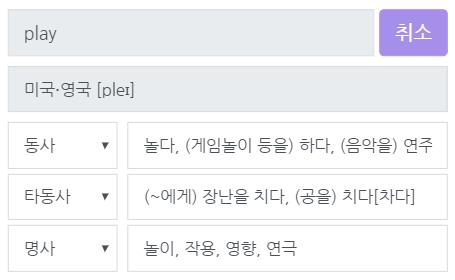 play 취소
미국·영국 [pleɪ]
동사 ▼ 놀다, (게임놀이 등을) 하다, (음악을) 연주
타동사 ▼ (~에게) 장난을 치다, (공을) 치다[차다]
명사 ▼ 놀이, 작용, 영향, 연극